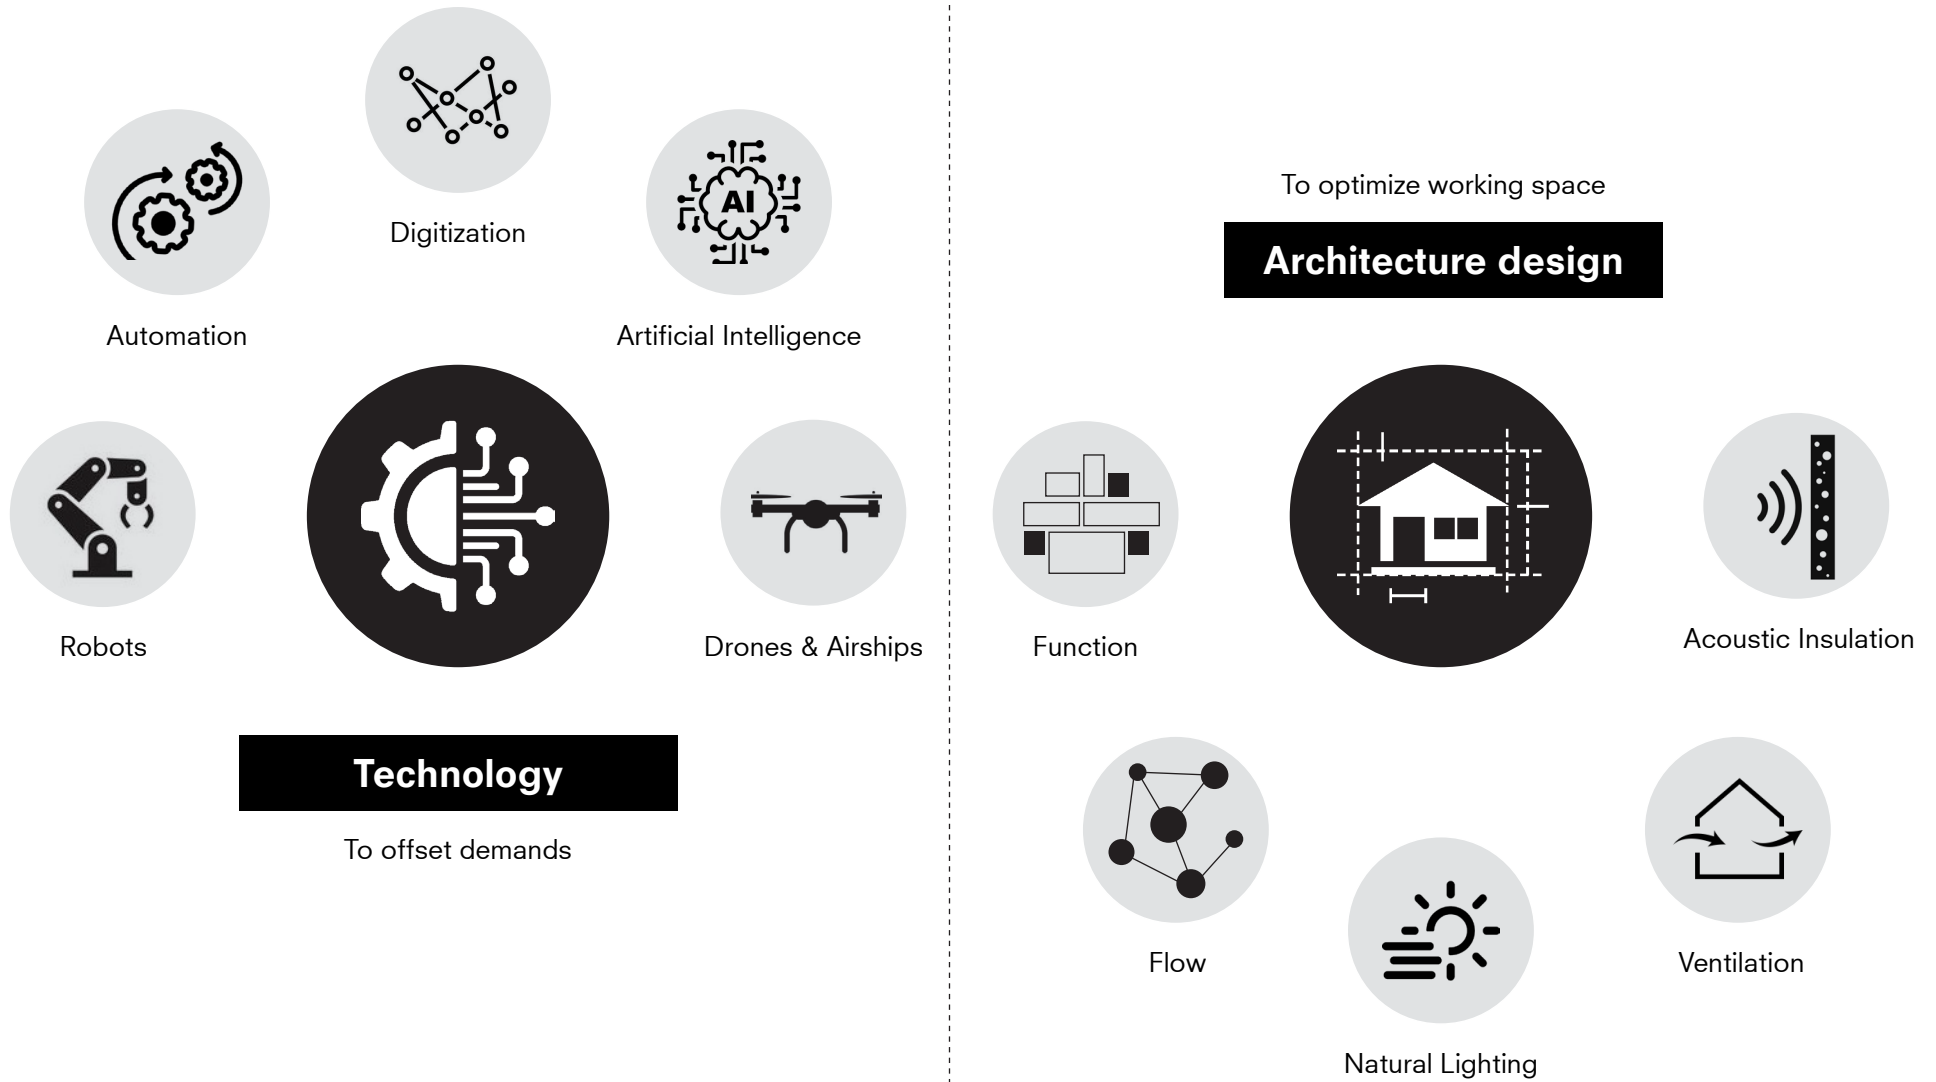 Digitization
AI
Automation
Artificial Intelligence
Robots
Drones & Airships
Technology
To offset demands
To optimize working space
Architecture design
Function
Acoustic Insulation
Flow
Natural Lighting
Ventilation